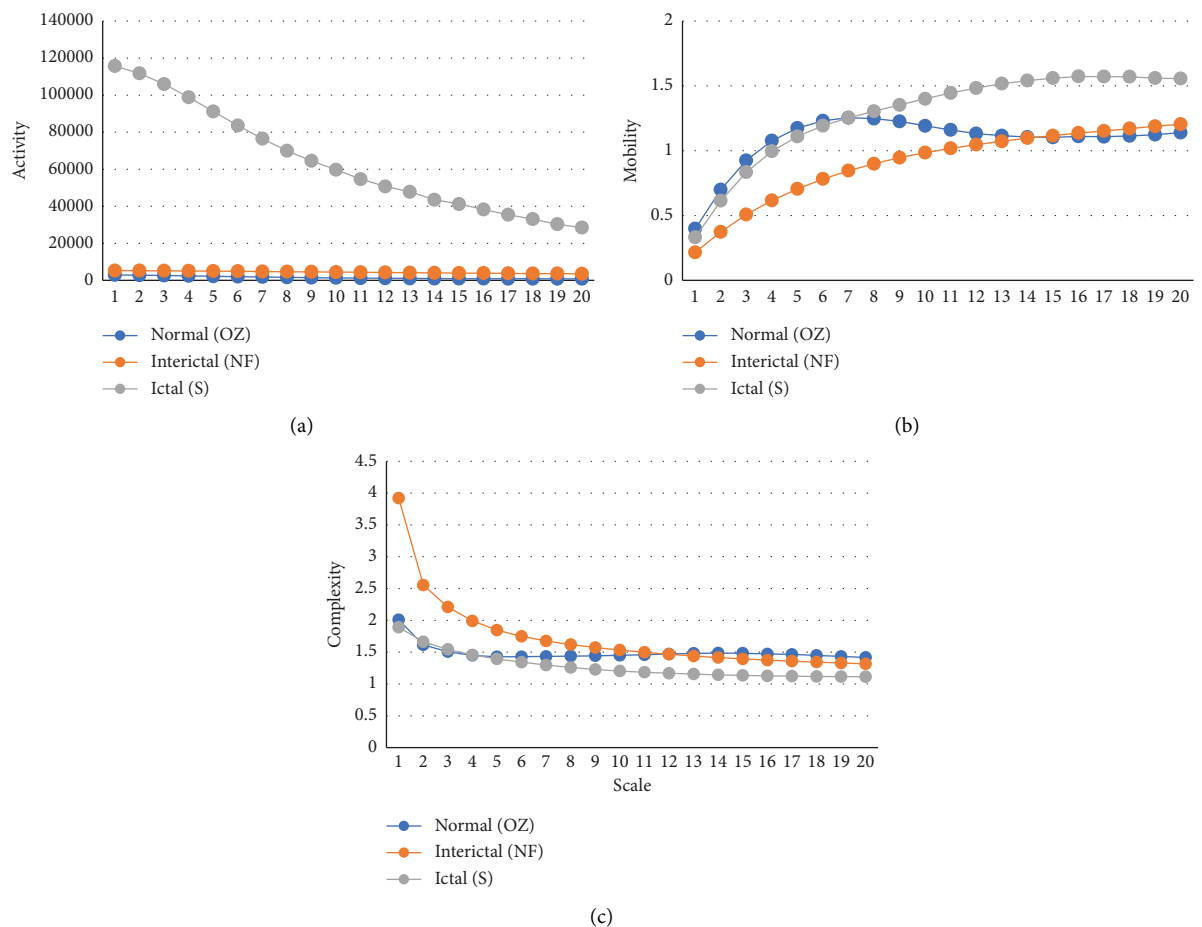 140000
120000
100000
80000
60000
40000
20000
0
Activity
1 2 3 4 5 6 7 8 9 10 11 12 13 14 15 16 17 18 19 20
Normal (OZ)
Interictal (NF)
Ictal (S)
(a)
2
1.5
1
0.5
0
Mobility
1 2 3 4 5 6 7 8 9 10 11 12 13 14 15 16 17 18 19 20
Normal (OZ)
Interictal (NF)
Ictal (S)
(b)
4.5
4
3.5
3
2.5
2
1.5
1
0.5
0
Complexity
1 2 3 4 5 6 7 8 9 10 11 12 13 14 15 16 17 18 19 20
Scale
Normal (OZ)
Interictal (NF)
Ictal (S)
(c)